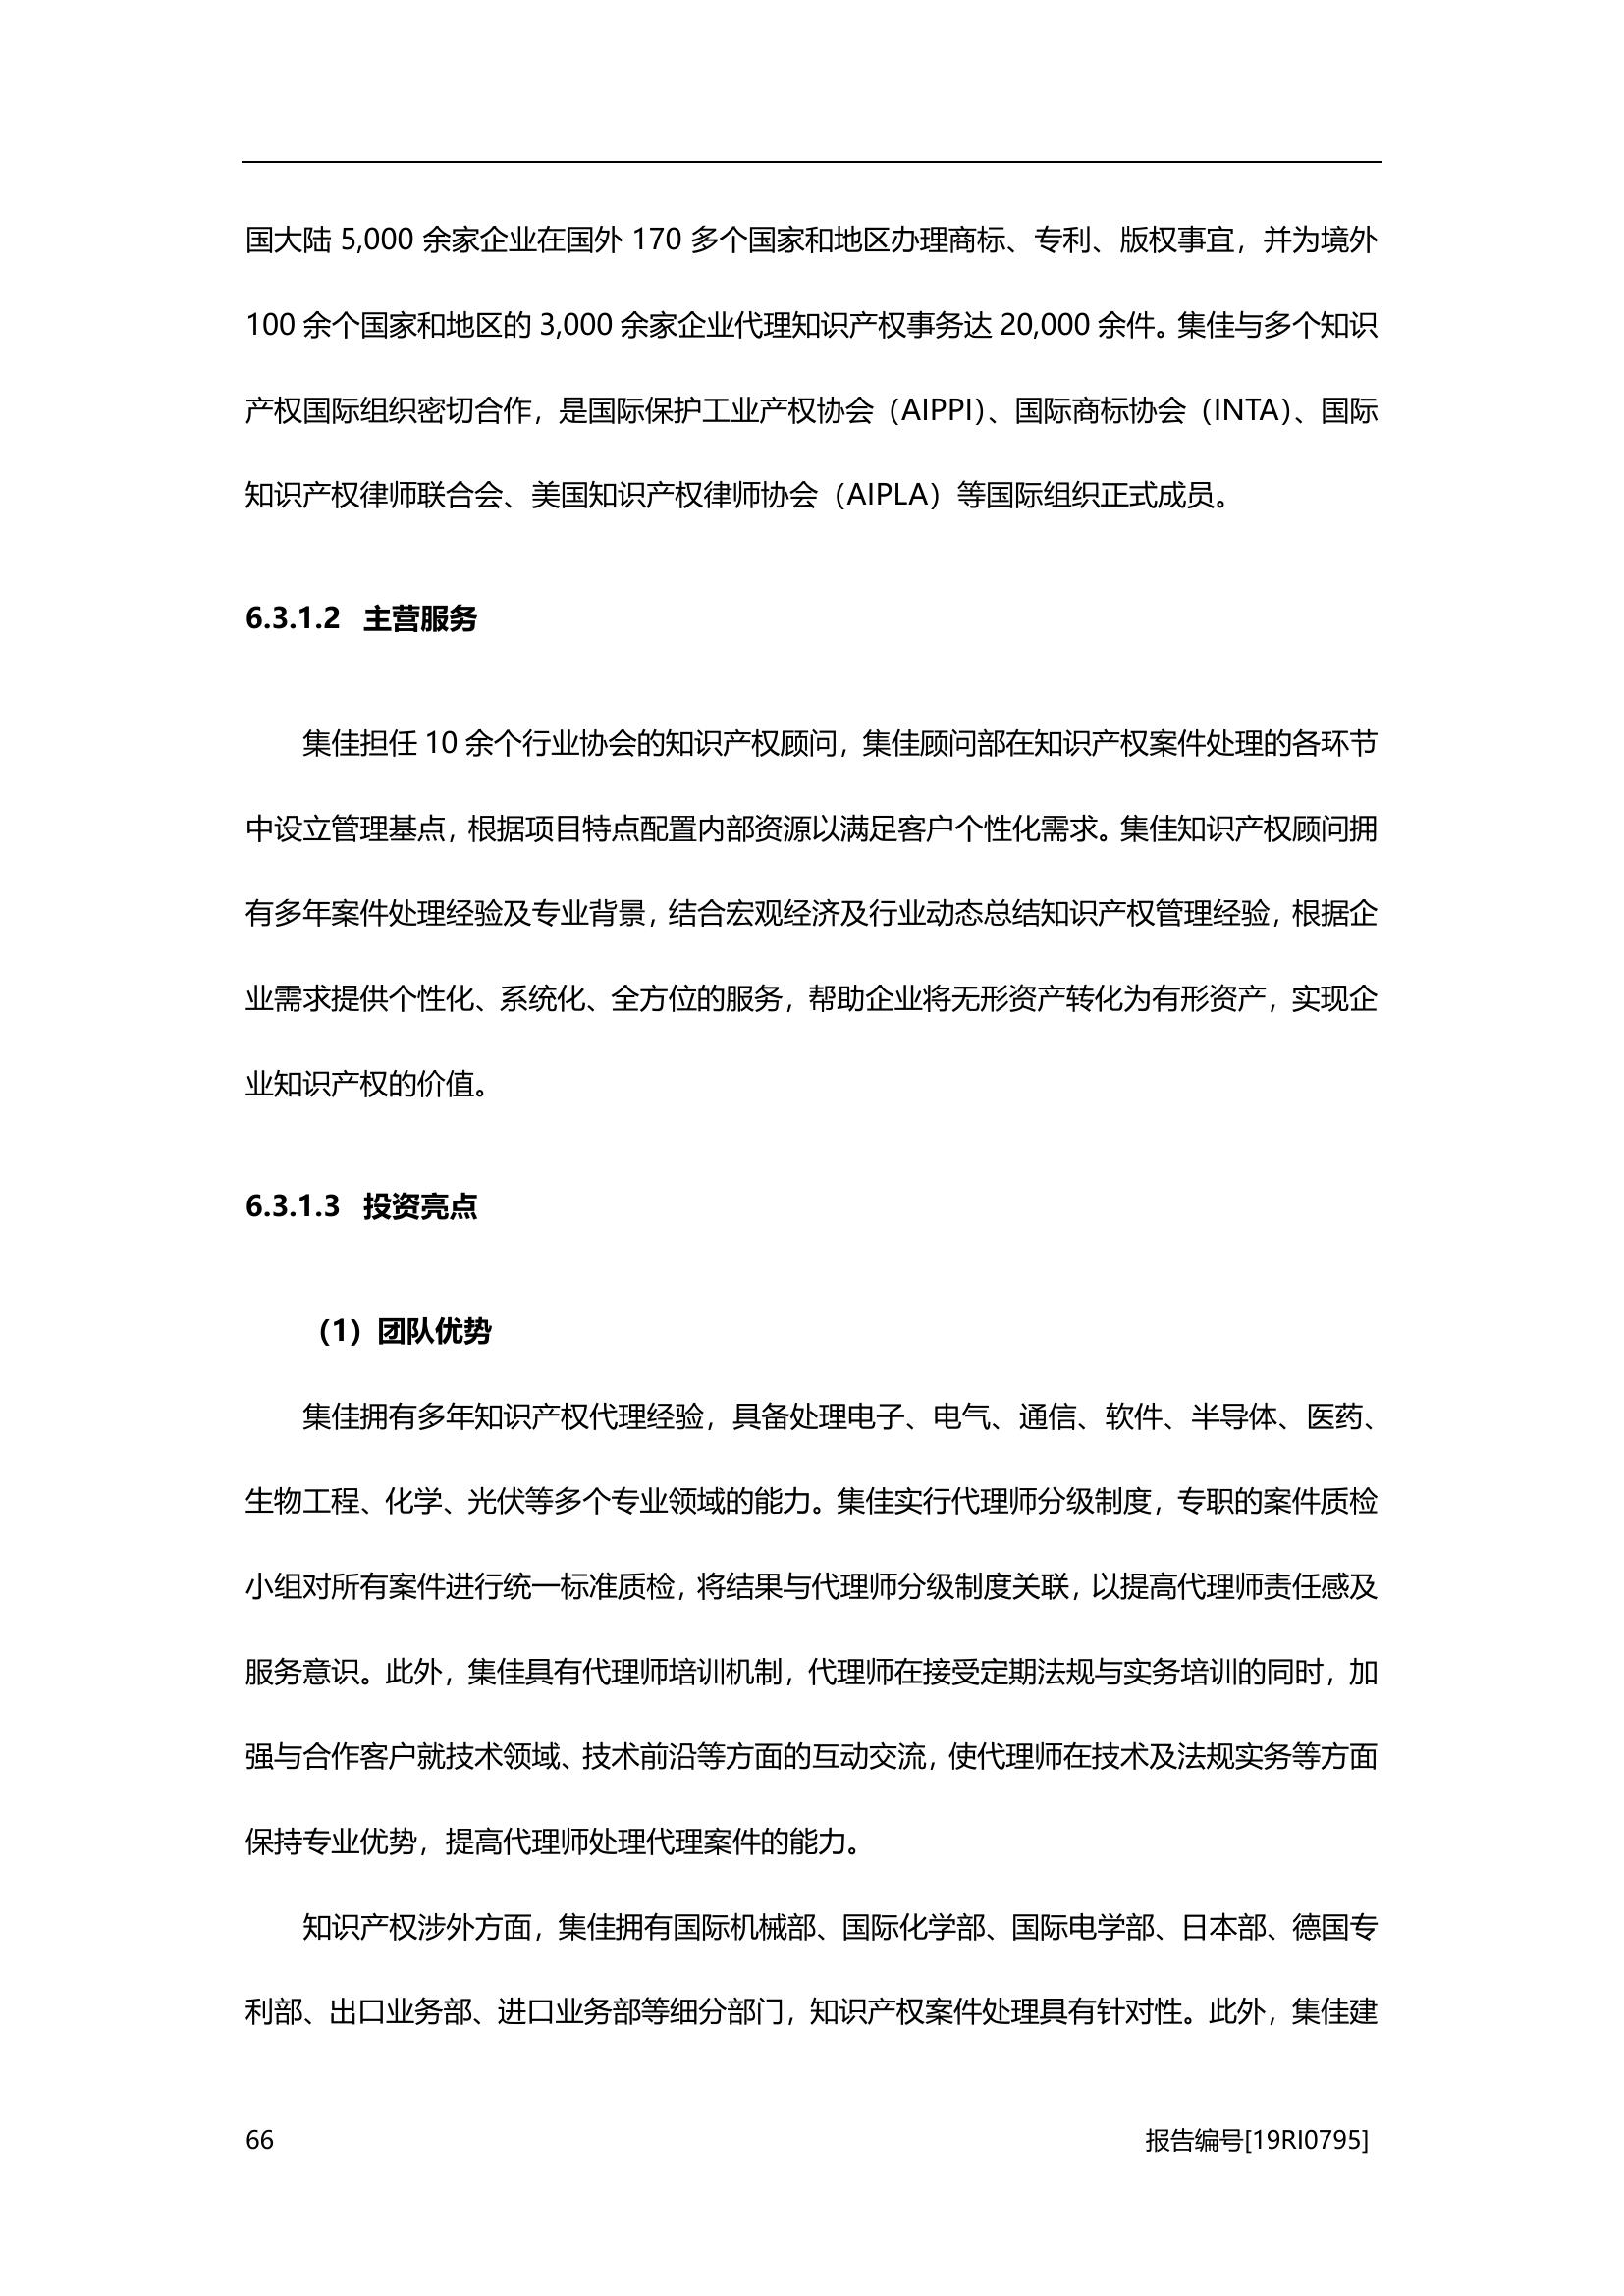 国大陆 5,000 余家企业在国外 170 多个国家和地区办理商标、专利、版权事宜，并为境外
100 余个国家和地区的 3,000 余家企业代理知识产权事务达 20,000 余件。集佳与多个知识
产权国际组织密切合作，是国际保护工业产权协会（AIPPI）、国际商标协会（INTA）、国际
知识产权律师联合会、美国知识产权律师协会（AIPLA）等国际组织正式成员。
6.3.1.2 主营服务
集佳担任 10 余个行业协会的知识产权顾问，集佳顾问部在知识产权案件处理的各环节
中设立管理基点，根据项目特点配置内部资源以满足客户个性化需求。集佳知识产权顾问拥
有多年案件处理经验及专业背景，结合宏观经济及行业动态总结知识产权管理经验，根据企
业需求提供个性化、系统化、全方位的服务，帮助企业将无形资产转化为有形资产，实现企
业知识产权的价值。
6.3.1.3 投资亮点
（1）团队优势
集佳拥有多年知识产权代理经验，具备处理电子、电气、通信、软件、半导体、医药、
生物工程、化学、光伏等多个专业领域的能力。集佳实行代理师分级制度，专职的案件质检
小组对所有案件进行统一标准质检，将结果与代理师分级制度关联，以提高代理师责任感及
服务意识。此外，集佳具有代理师培训机制，代理师在接受定期法规与实务培训的同时，加
强与合作客户就技术领域、技术前沿等方面的互动交流，使代理师在技术及法规实务等方面
保持专业优势，提高代理师处理代理案件的能力。
知识产权涉外方面，集佳拥有国际机械部、国际化学部、国际电学部、日本部、德国专
利部、出口业务部、进口业务部等细分部门，知识产权案件处理具有针对性。此外，集佳建
66 报告编号[19RI0795]